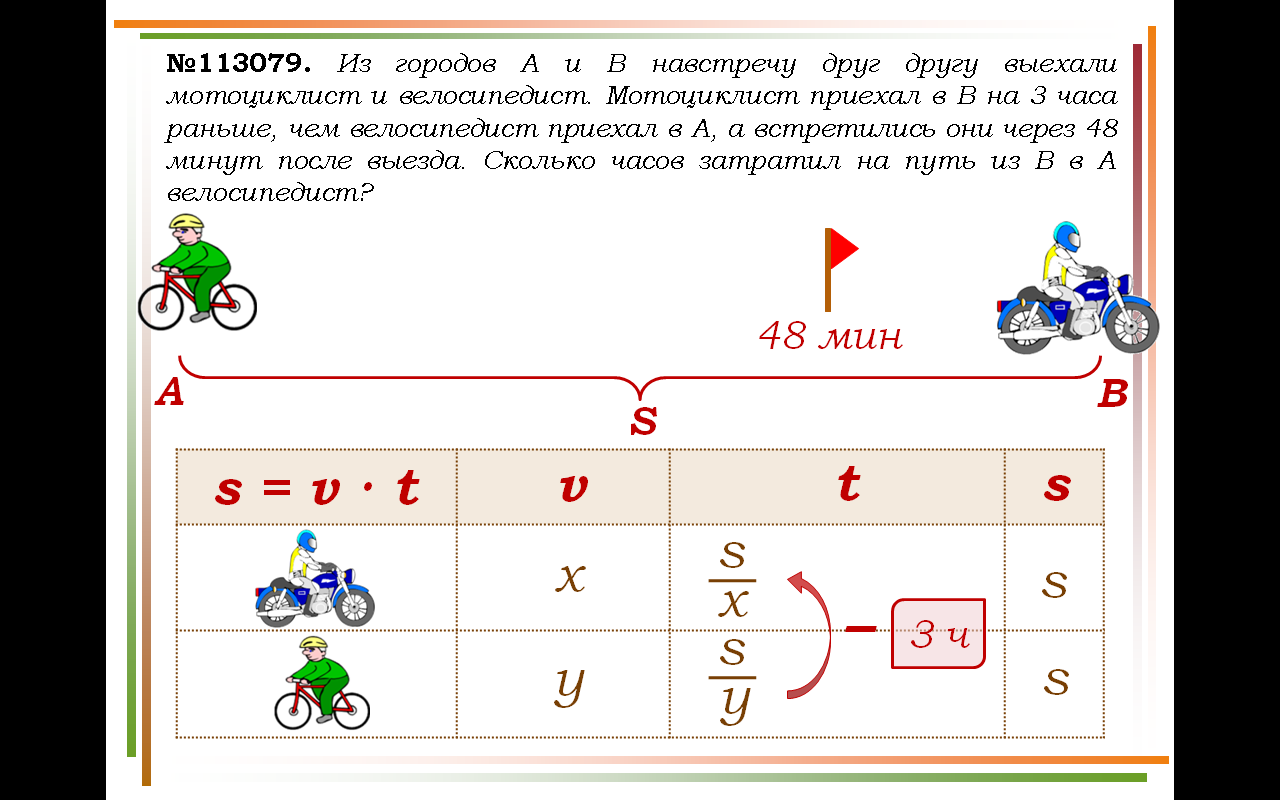 №113079. Из городов А и В навстречу друг другу выехали
мотоциклист и велосипедист. Мотоциклист приехал в В на 3 часа
раньше, чем велосипедист приехал в А, а встретились они через 48
минут после выезда. Сколько часов затратил на путь из В в А
велосипедист?
48 мин
А В
S
s = v · t v t s
x s/x s
– 3 ч
y s/y s